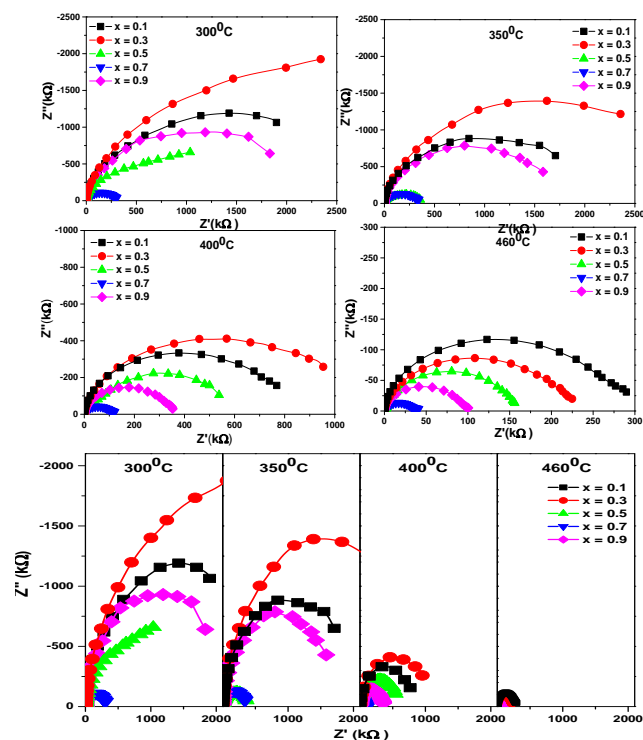 300⁰C
x = 0.1
x = 0.3
x = 0.5
x = 0.7
x = 0.9
Z''(kΩ)
-2500
-2000
-1500
-1000
-500
0
0 500 1000 1500 2000 2500
Z'(kΩ)
350⁰C
x = 0.1
x = 0.3
x = 0.5
x = 0.7
x = 0.9
Z''(kΩ)
-2500
-2000
-1500
-1000
-500
0
0 500 1000 1500 2000 2500
Z'(kΩ)
400⁰C
x = 0.1
x = 0.3
x = 0.5
x = 0.7
x = 0.9
Z''(kΩ)
-1000
-800
-600
-400
-200
0
0 200 400 600 800 1000
Z'(kΩ)
460⁰C
x = 0.1
x = 0.3
x = 0.5
x = 0.7
x = 0.9
Z''(kΩ)
-300
-250
-200
-150
-100
-50
0
0 50 100 150 200 250 300
Z'(kΩ)
300⁰C 350⁰C 400⁰C 460⁰C
x = 0.1
x = 0.3
x = 0.5
x = 0.7
x = 0.9
Z'' (kΩ)
-2000
-1500
-1000
-500
0
0 1000 2000 1000 2000 1000 2000 1000 2000
Z' (kΩ)